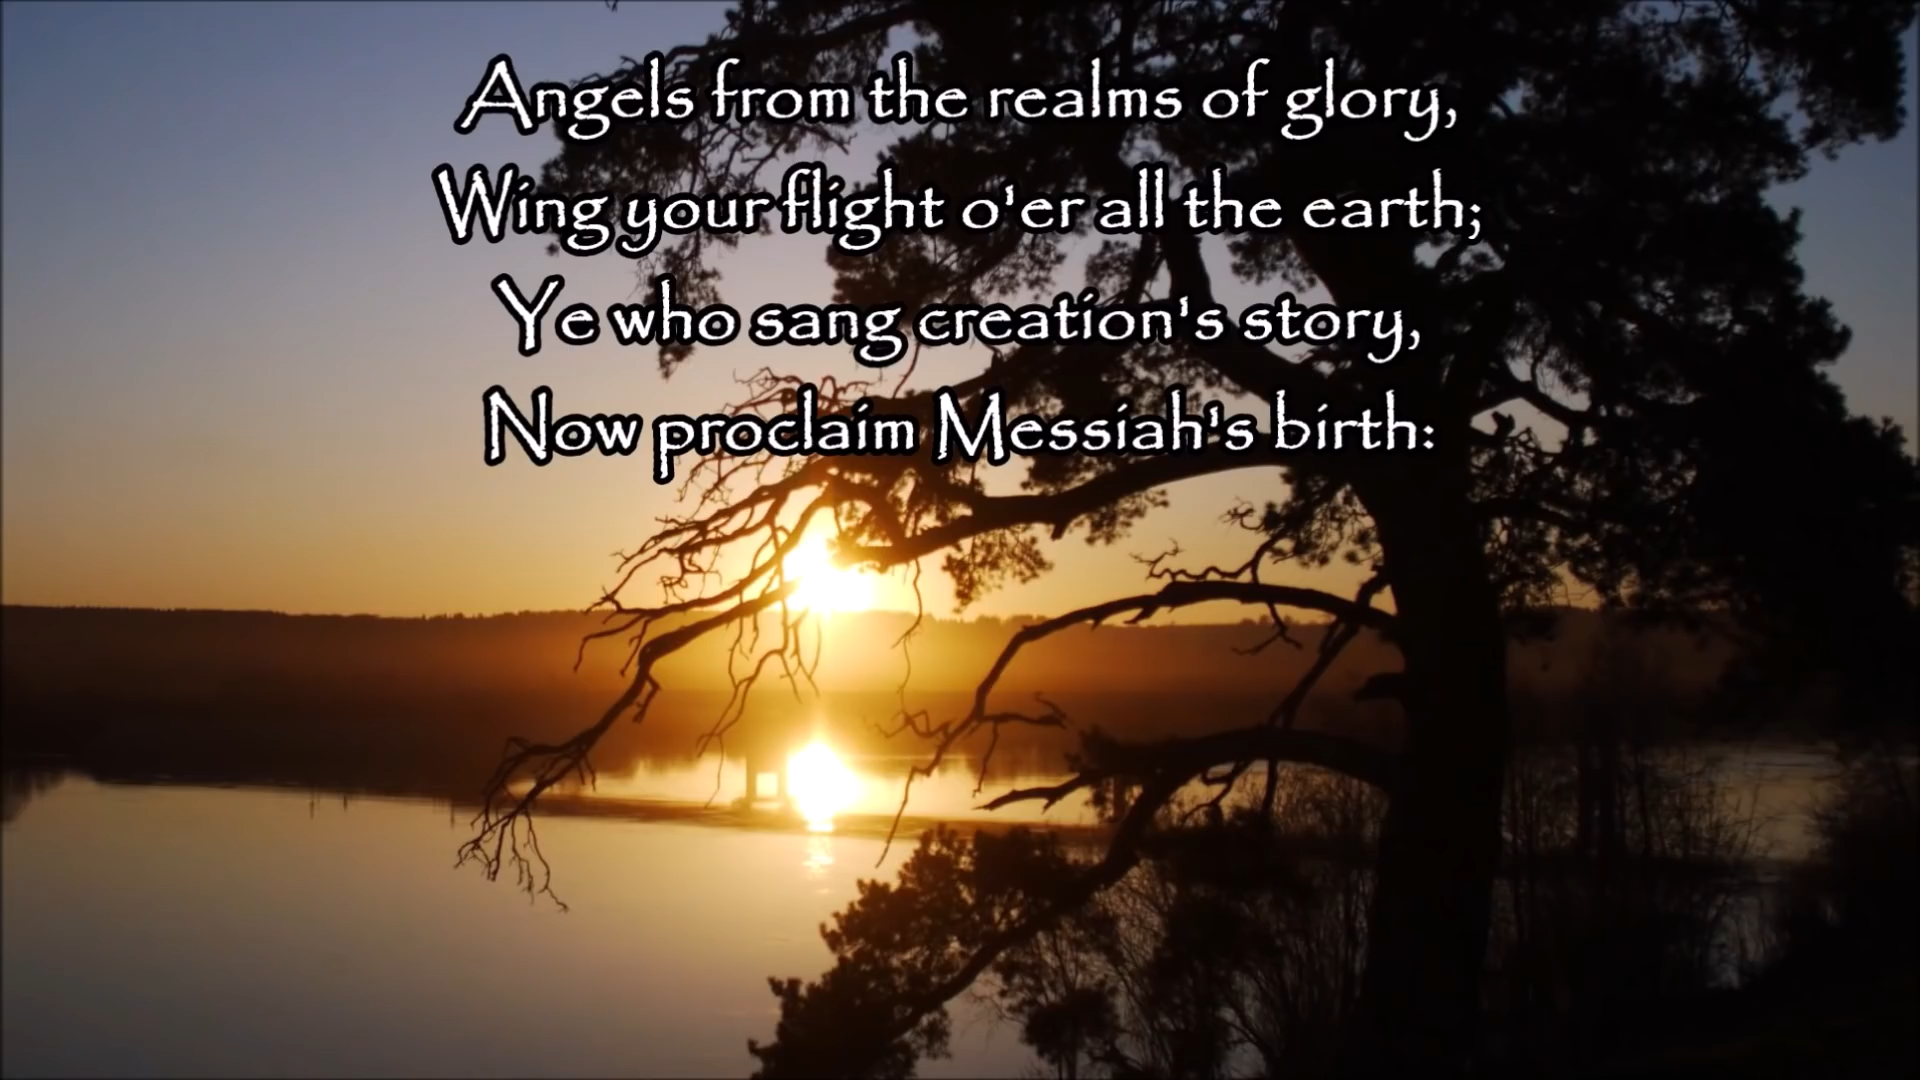 Angels from the realms of glory,
Wing your flight o'er all the earth;
Ye who sang creation's story,
Now proclaim Messiah's birth: